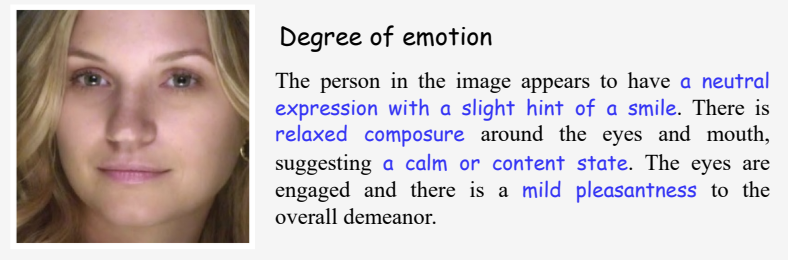 Degree of emotion
The person in the image appears to have a neutral
expression with a slight hint of a smile. There is
relaxed composure around the eyes and mouth,
suggesting a calm or content state. The eyes are
engaged and there is a mild pleasantness to the
overall demeanor.